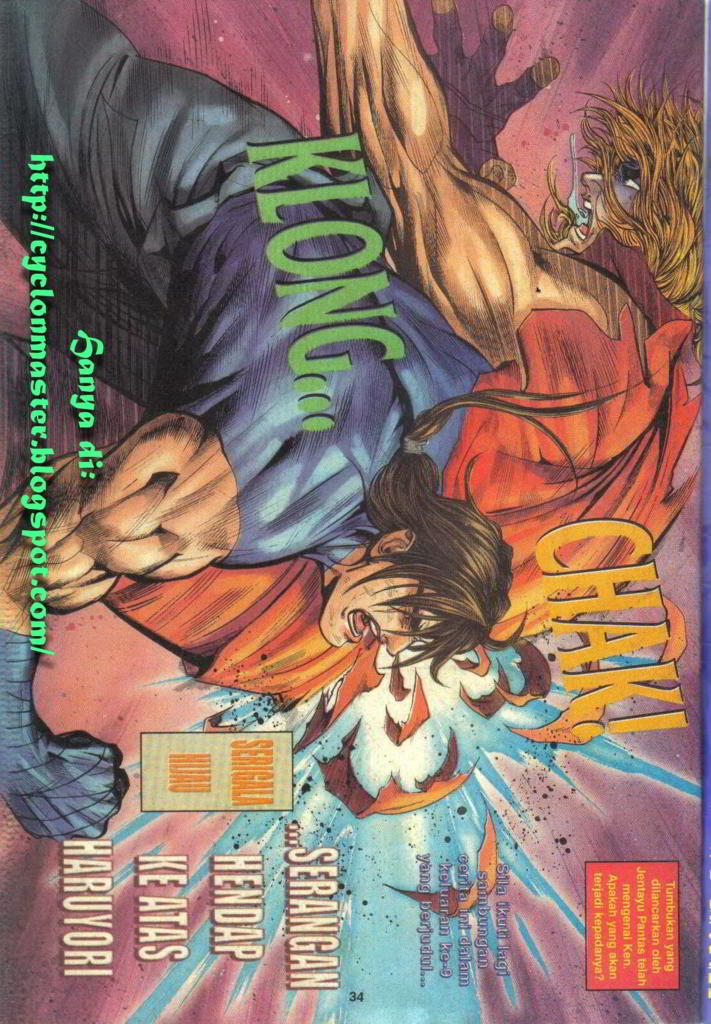 Tumbukan yang
dilancarkan oleh
Jentayu Pantas telah
mengenai Ken.
Apakah yang akan
terjadi kepadanya?
CHAK!
KLONG...
Sila ikuti lagi
sambungan
cerita ini dalam
keluaran ke-9
yang berjudul...
SERIGALA
HIJAU
...SERANGAN
HENDAP
KE ATAS
HARUYORI
34
Hanya di:
http://cyclonmaster.blogspot.com/